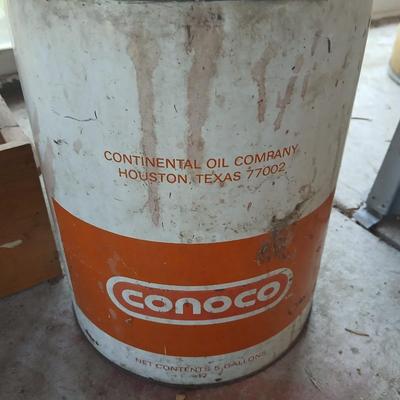 CONTINENTAL OIL COMPANY
HOUSTON, TEXAS 77002
CONOCO
NET CONTENTS 5 GALLONS